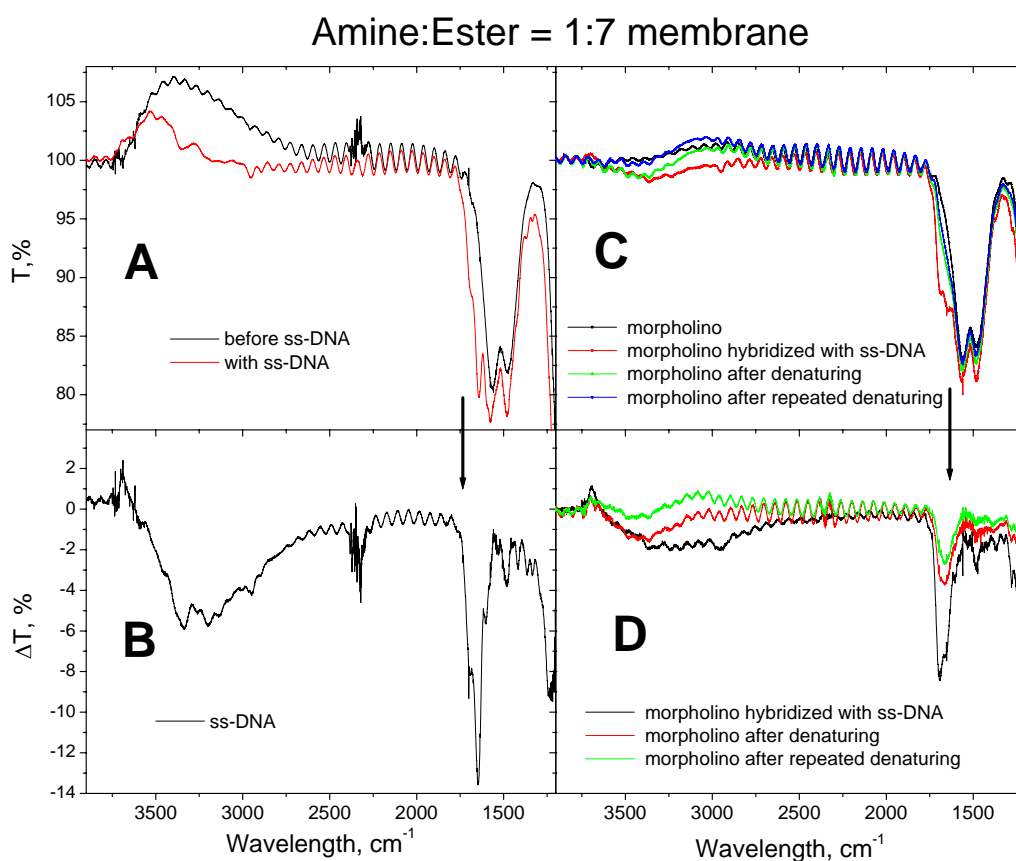 Amine:Ester = 1:7 membrane
105
100
95
90
85
80
T,%
A
before ss-DNA
with ss-DNA
C
morpholino
morpholino hybridized with ss-DNA
morpholino after denaturing
morpholino after repeated denaturing
2
0
-2
-4
-6
-8
-10
-12
-14
ΔT, %
B
ss-DNA
D
morpholino hybridized with ss-DNA
morpholino after denaturing
morpholino after repeated denaturing
3500 3000 2500 2000 1500
3500 3000 2500 2000 1500
Wavelength, cm⁻¹
Wavelength, cm⁻¹